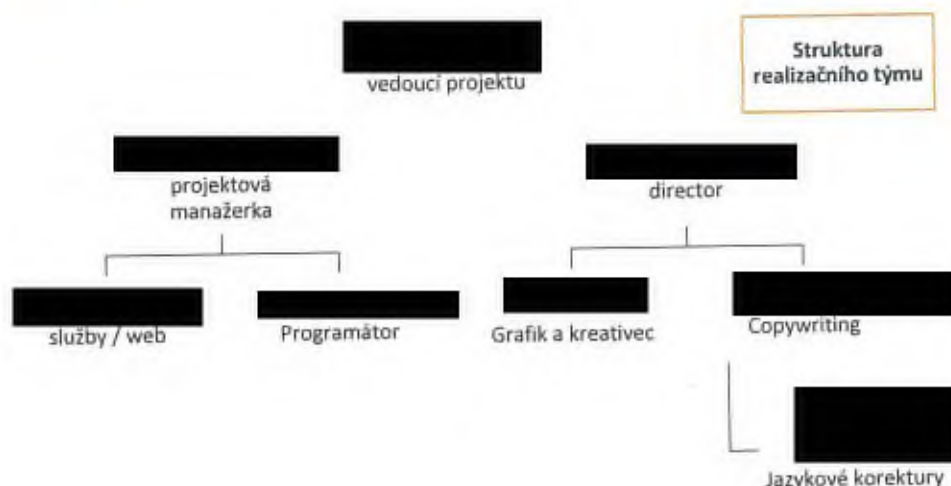 Struktura
realizačního týmu
vedoucí projektu
projektová
manažerka
director
služby / web
Programátor
Grafik a kreativec
Copywriting
Jazykové korektury